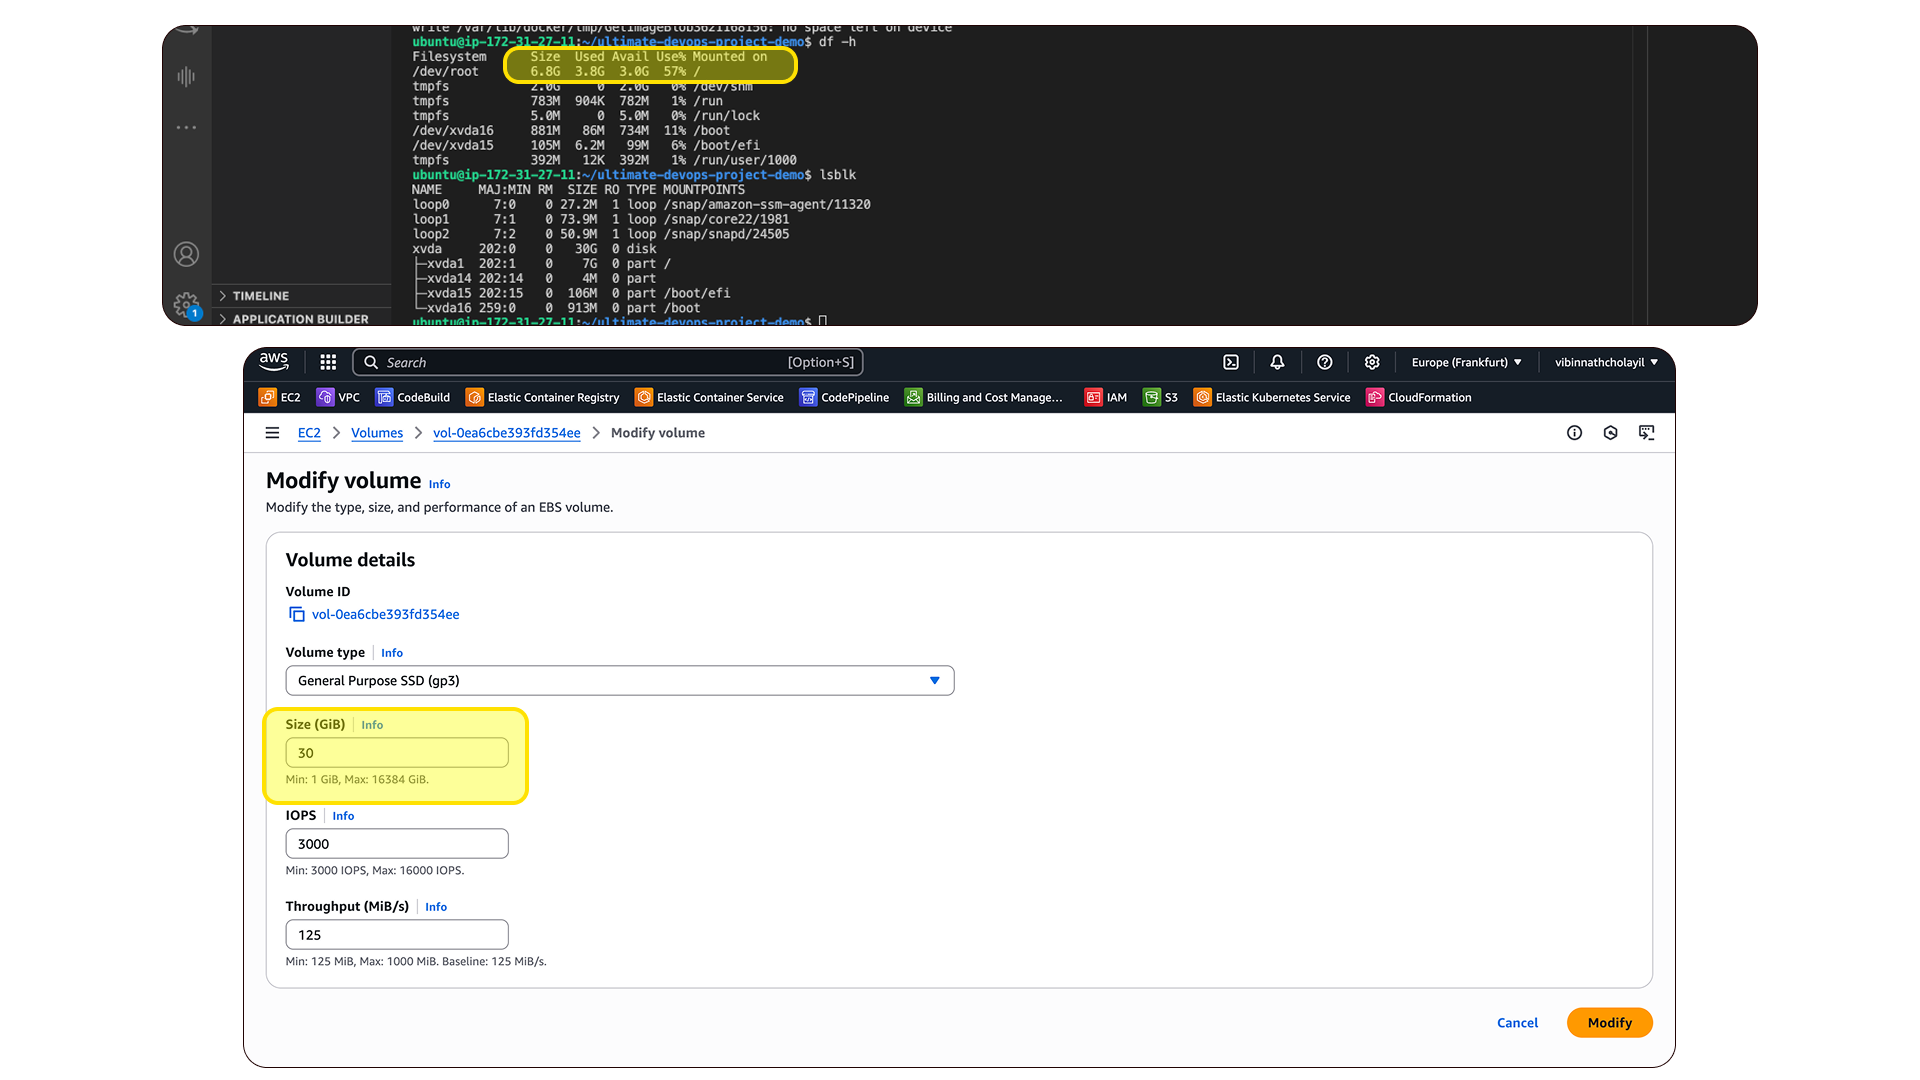 write /var/lib/docker/tmp/GetImageBlob3621168156: no space left on device
ubuntu@ip-172-31-27-11:~/ultimate-devops-project-demo$ df -h
Filesystem Size Used Avail Use% Mounted on
/dev/root 6.8G 3.8G 3.0G 57% /
tmpfs 2.0G 0 2.0G 0% /dev/shm
tmpfs 783M 904K 782M 1% /run
tmpfs 5.0M 0 5.0M 0% /run/lock
/dev/xvda16 881M 86M 734M 11% /boot
/dev/xvda15 105M 6.2M 99M 6% /boot/efi
tmpfs 392M 12K 392M 1% /run/user/1000
ubuntu@ip-172-31-27-11:~/ultimate-devops-project-demo$ lsblk
NAME MAJ:MIN RM SIZE RO TYPE MOUNTPOINTS
loop0 7:0 0 27.2M 1 loop /snap/amazon-ssm-agent/11320
loop1 7:1 0 73.9M 1 loop /snap/core22/1981
loop2 7:2 0 50.9M 1 loop /snap/snapd/24505
xvda 202:0 0 30G 0 disk
├─xvda1 202:1 0 7G 0 part /
├─xvda14 202:14 0 4M 0 part
├─xvda15 202:15 0 106M 0 part /boot/efi
└─xvda16 259:0 0 913M 0 part /boot
ubuntu@ip-172-31-27-11:~/ultimate-devops-project-demo$
1
TIMELINE
APPLICATION BUILDER
aws
Search [Option+S]
Europe (Frankfurt)
vibinnathcholayil
EC2 VPC CodeBuild Elastic Container Registry Elastic Container Service CodePipeline Billing and Cost Manage... IAM S3 Elastic Kubernetes Service CloudFormation
EC2 > Volumes > vol-0ea6cbe393fd354ee > Modify volume
Modify volume Info
Modify the type, size, and performance of an EBS volume.
Volume details
Volume ID
vol-0ea6cbe393fd354ee
Volume type Info
General Purpose SSD (gp3)
Size (GiB) Info
30
Min: 1 GiB, Max: 16384 GiB.
IOPS Info
3000
Min: 3000 IOPS, Max: 16000 IOPS.
Throughput (MiB/s) Info
125
Min: 125 MiB, Max: 1000 MiB. Baseline: 125 MiB/s.
Cancel
Modify